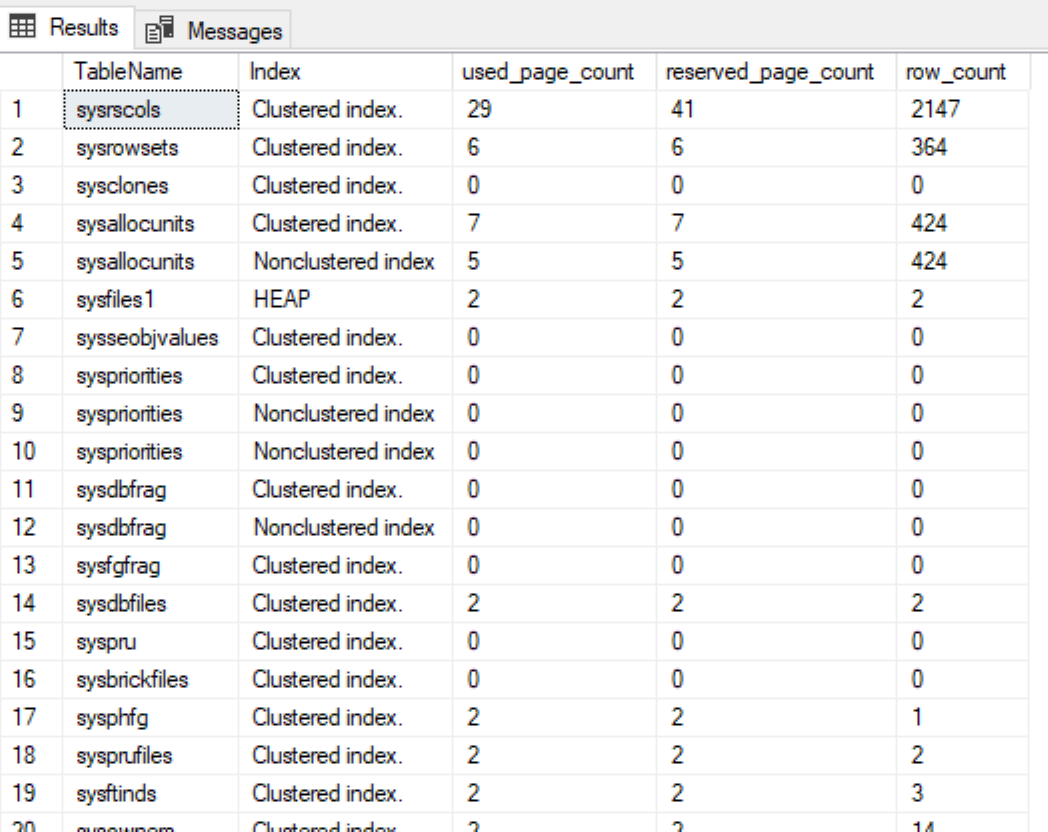 Results Messages
TableName Index used_page_count reserved_page_count row_count
1 sysrscols Clustered index. 29 41 2147
2 sysrowsets Clustered index. 6 6 364
3 sysclones Clustered index. 0 0 0
4 sysallocunits Clustered index. 7 7 424
5 sysallocunits Nonclustered index 5 5 424
6 sysfiles1 HEAP 2 2 2
7 sysseobjvalues Clustered index. 0 0 0
8 syspriorities Clustered index. 0 0 0
9 syspriorities Nonclustered index 0 0 0
10 syspriorities Nonclustered index 0 0 0
11 sysdbfrag Clustered index. 0 0 0
12 sysdbfrag Nonclustered index 0 0 0
13 sysfgfrag Clustered index. 0 0 0
14 sysdbfiles Clustered index. 2 2 2
15 syspru Clustered index. 0 0 0
16 sysbrickfiles Clustered index. 0 0 0
17 sysphfg Clustered index. 2 2 1
18 sysprufiles Clustered index. 2 2 2
19 sysftinds Clustered index. 2 2 3
20 Clustered index. 2 2 14